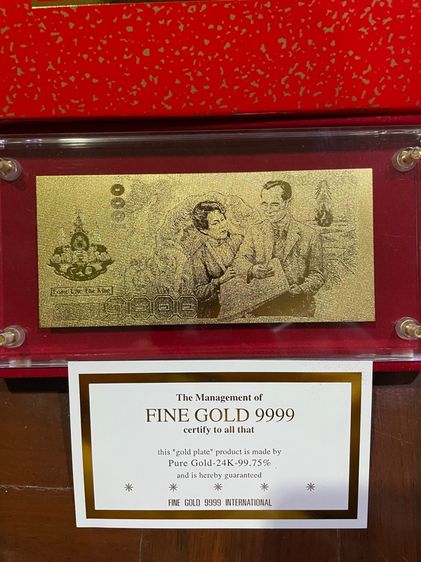 Long Live The King
The Management of
FINE GOLD 9999
certify to all that
this "gold plate" product is made by
Pure Gold-24K-99.75%
and is hereby guaranteed
FINE GOLD 9999 INTERNATIONAL